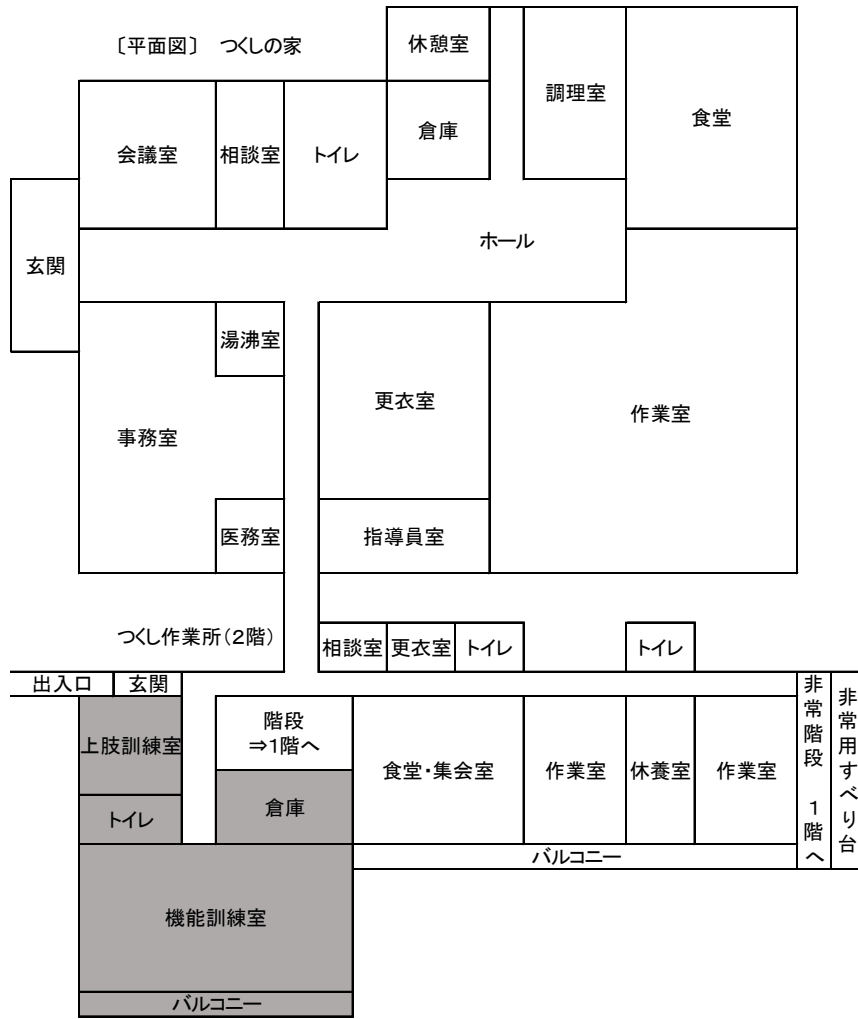 〔平面図〕 つくしの家
休憩室
調理室
食堂
会議室
相談室
トイレ
倉庫
玄関
ホール
湯沸室
更衣室
作業室
事務室
医務室
指導員室
つくし作業所(2階)
相談室
更衣室
トイレ
トイレ
出入口
玄関
上肢訓練室
階段
⇒1階へ
食堂・集会室
作業室
休養室
作業室
非常階段 1階へ
非常用すべり台
トイレ
倉庫
バルコニー
機能訓練室
バルコニー